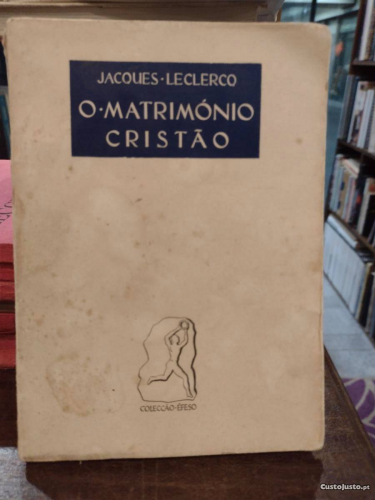 JACQUES·LECLERCQ
O·MATRIMÓNIO
CRISTÃO
COLECÇÃO·ÉFESO
CustoJusto.pt